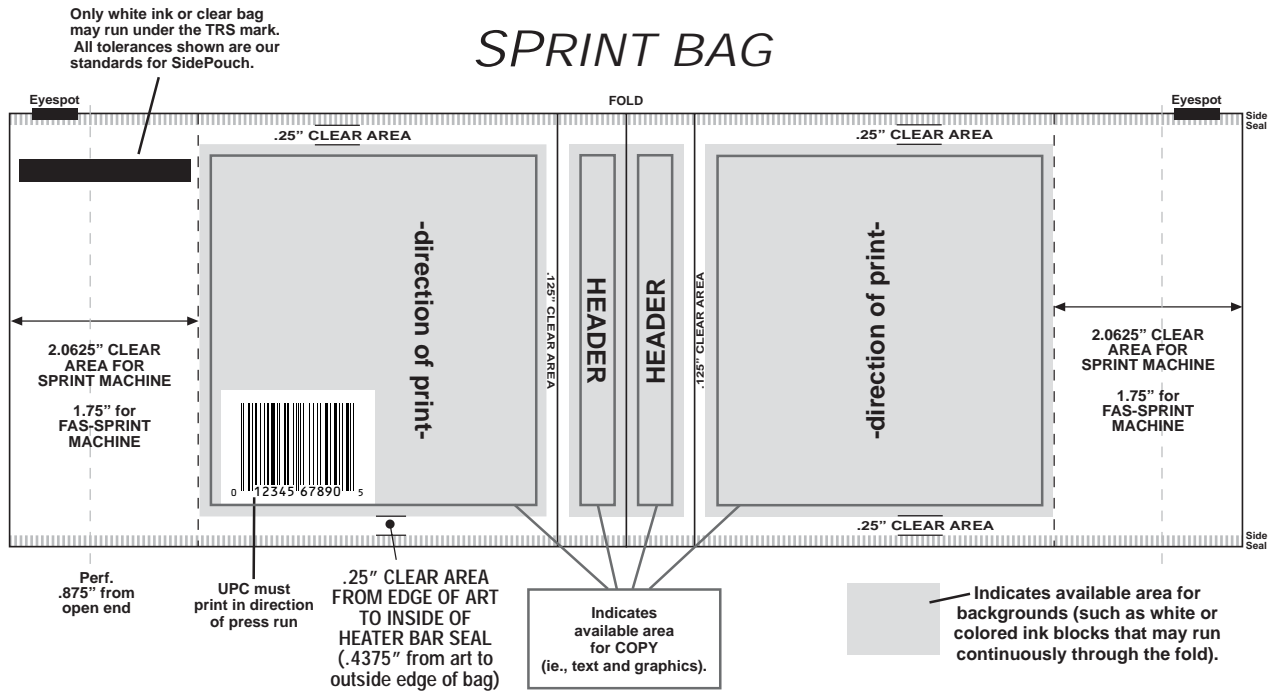 Only white ink or clear bag
may run under the TRS mark.
All tolerances shown are our
standards for SidePouch.
SPRINT BAG
Eyespot
FOLD
Eyespot
Side
Seal
.25” CLEAR AREA
.25” CLEAR AREA
-direction of print-
.125” CLEAR AREA
HEADER
HEADER
.125” CLEAR AREA
-direction of print-
2.0625” CLEAR
AREA FOR
SPRINT MACHINE
1.75” for
FAS-SPRINT
MACHINE
2.0625” CLEAR
AREA FOR
SPRINT MACHINE
1.75” for
FAS-SPRINT
MACHINE
0 12345 67890 5
.25” CLEAR AREA
Side
Seal
Perf.
.875” from
open end
UPC must
print in direction
of press run
.25” CLEAR AREA
FROM EDGE OF ART
TO INSIDE OF
HEATER BAR SEAL
(.4375” from art to
outside edge of bag)
Indicates
available area
for COPY
(ie., text and graphics).
Indicates available area for
backgrounds (such as white or
colored ink blocks that may run
continuously through the fold).